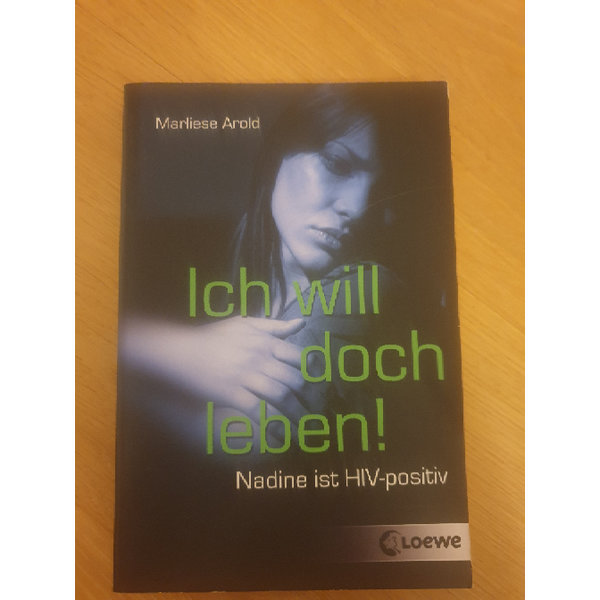 Marliese Arold
Ich will
doch
leben!
Nadine ist HIV-positiv
Loewe